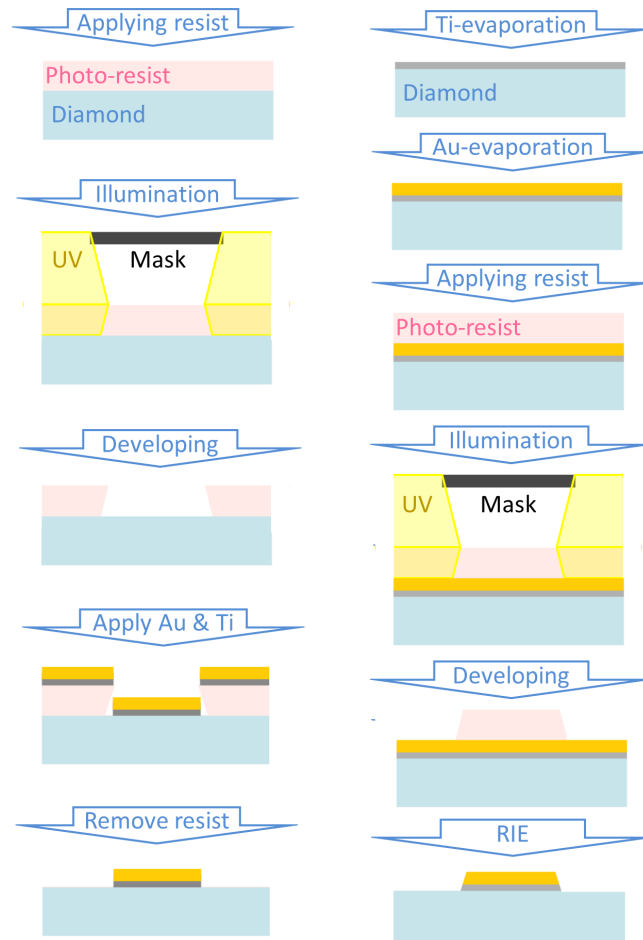 Applying resist
Photo-resist
Diamond
Illumination
UV
Mask
Developing
Apply Au & Ti
Remove resist
Ti-evaporation
Diamond
Au-evaporation
Applying resist
Photo-resist
Illumination
UV
Mask
Developing
RIE